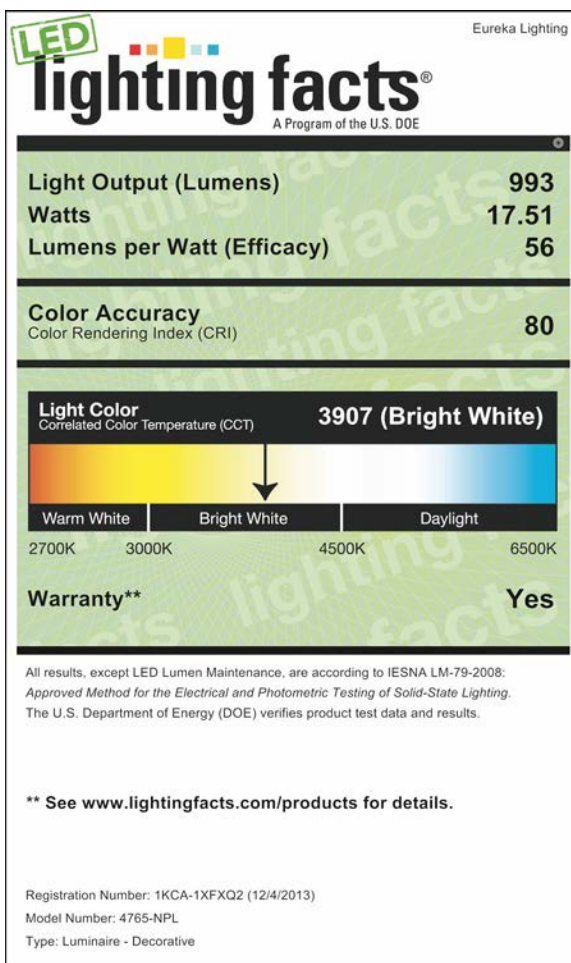 Eureka Lighting
LED
lighting facts®
A Program of the U.S. DOE
Light Output (Lumens) 993
Watts 17.51
Lumens per Watt (Efficacy) 56
Color Accuracy
Color Rendering Index (CRI) 80
Light Color
Correlated Color Temperature (CCT) 3907 (Bright White)
Warm White Bright White Daylight
2700K 3000K 4500K 6500K
Warranty** Yes
All results, except LED Lumen Maintenance, are according to IESNA LM-79-2008:
Approved Method for the Electrical and Photometric Testing of Solid-State Lighting.
The U.S. Department of Energy (DOE) verifies product test data and results.
** See www.lightingfacts.com/products for details.
Registration Number: 1KCA-1XFXQ2 (12/4/2013)
Model Number: 4765-NPL
Type: Luminaire - Decorative